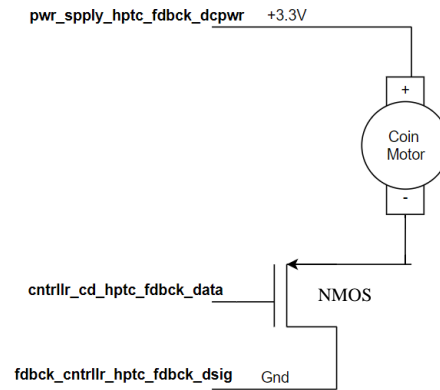 pwr_spply_hptc_fdbck_dcpwr +3.3V
+
Coin
Motor
-
cntrllr_cd_hptc_fdbck_data
NMOS
fdbck_cntrllr_hptc_fdbck_dsig Gnd